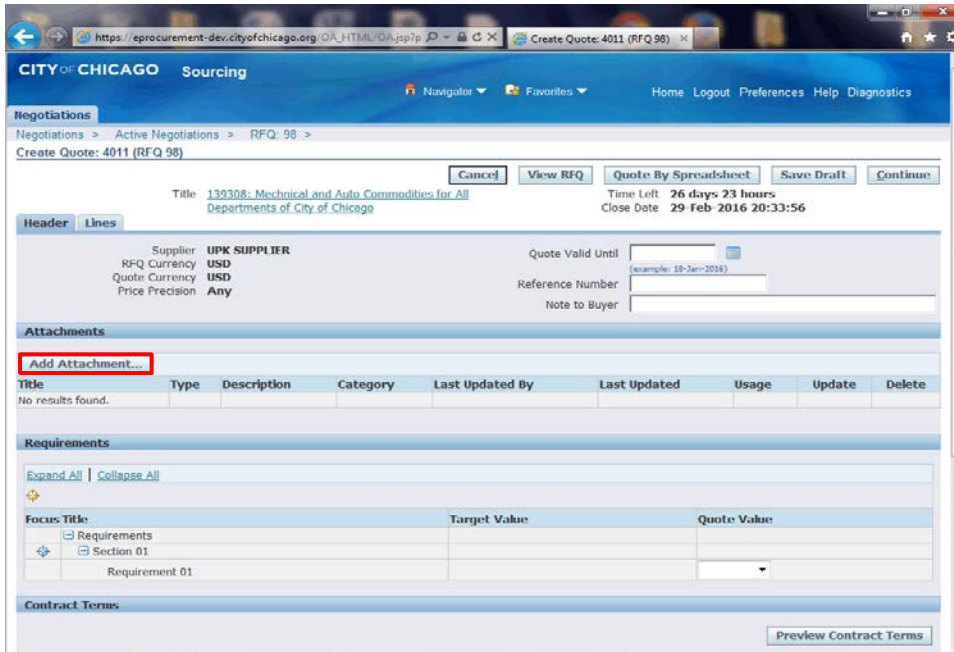 https://eprocurement-dev.cityofchicago.org/OA_HTML/OA.jsp?p
Create Quote: 4011 (RFQ 98)
CITY OF CHICAGO Sourcing
Navigator Favorites Home Logout Preferences Help Diagnostics
Negotiations
Negotiations > Active Negotiations > RFQ: 98 >
Create Quote: 4011 (RFQ 98)
Cancel View RFQ Quote By Spreadsheet Save Draft Continue
Title 139308: Mechnical and Auto Commodities for All Departments of City of Chicago
Time Left 26 days 23 hours
Close Date 29-Feb-2016 20:33:56
Header Lines
Supplier UPK SUPPLIER
RFQ Currency USD
Quote Currency USD
Price Precision Any
Quote Valid Until
(example: 18-Jan-2016)
Reference Number
Note to Buyer
Attachments
Add Attachment...
Title Type Description Category Last Updated By Last Updated Usage Update Delete
No results found.
Requirements
Expand All | Collapse All
Focus Title Target Value Quote Value
Requirements
Section 01
Requirement 01
Contract Terms
Preview Contract Terms